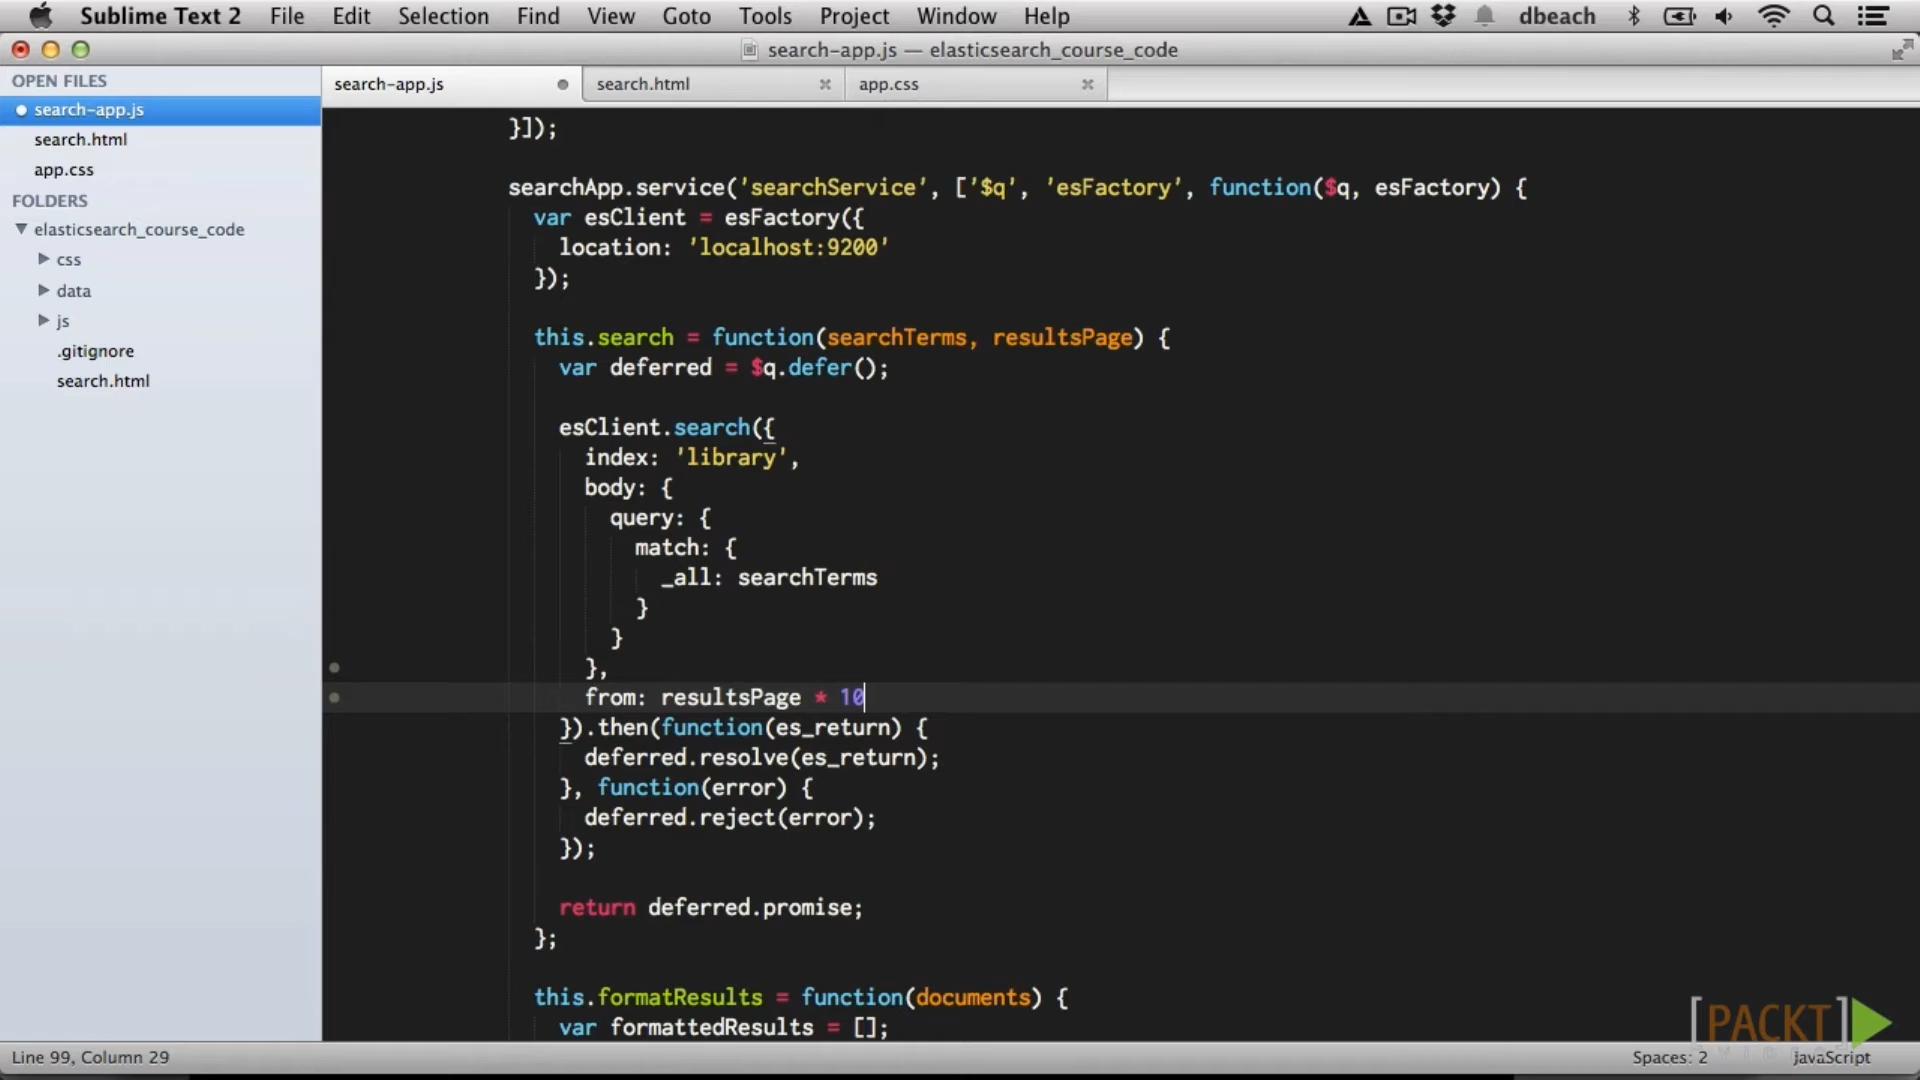 Sublime Text 2 File Edit Selection Find View Goto Tools Project Window Help dbeach
search-app.js — elasticsearch_course_code
OPEN FILES
search-app.js
search.html
app.css
FOLDERS
elasticsearch_course_code
css
data
js
.gitignore
search.html
search-app.js search.html app.css
}]);
searchApp.service('searchService', ['$q', 'esFactory', function($q, esFactory) {
var esClient = esFactory({
location: 'localhost:9200'
});
this.search = function(searchTerms, resultsPage) {
var deferred = $q.defer();
esClient.search({
index: 'library',
body: {
query: {
match: {
_all: searchTerms
}
}
},
from: resultsPage * 10
}).then(function(es_return) {
deferred.resolve(es_return);
}, function(error) {
deferred.reject(error);
});
return deferred.promise;
};
this.formatResults = function(documents) {
var formattedResults = [];
[PACKT]
Line 99, Column 29
Spaces: 2 JavaScript